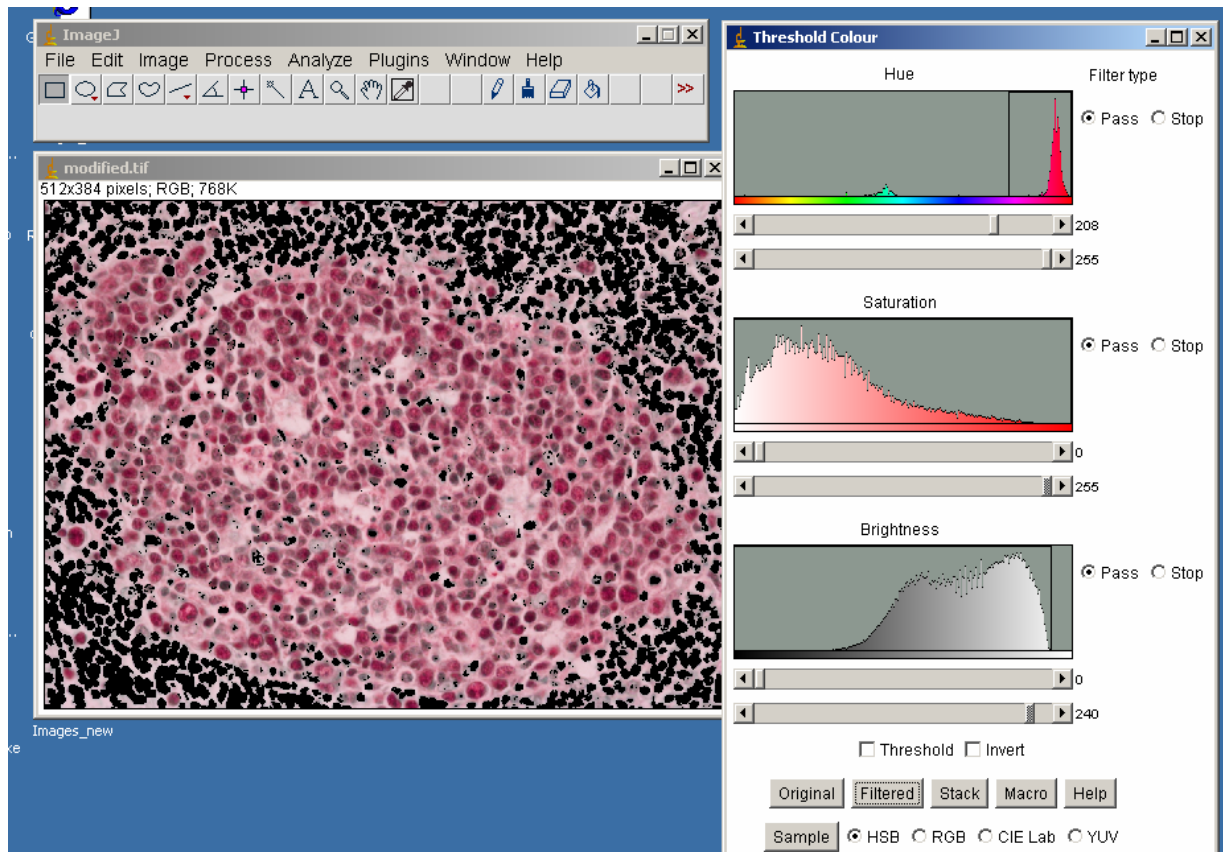 ImageJ
File Edit Image Process Analyze Plugins Window Help
A >>
modified.tif
512x384 pixels; RGB; 768K
Images_new
Threshold Colour
Hue
Filter type
Pass Stop
208
255
Saturation
Pass Stop
0
255
Brightness
Pass Stop
0
240
Threshold Invert
Original Filtered Stack Macro Help
Sample HSB RGB CIE Lab YUV